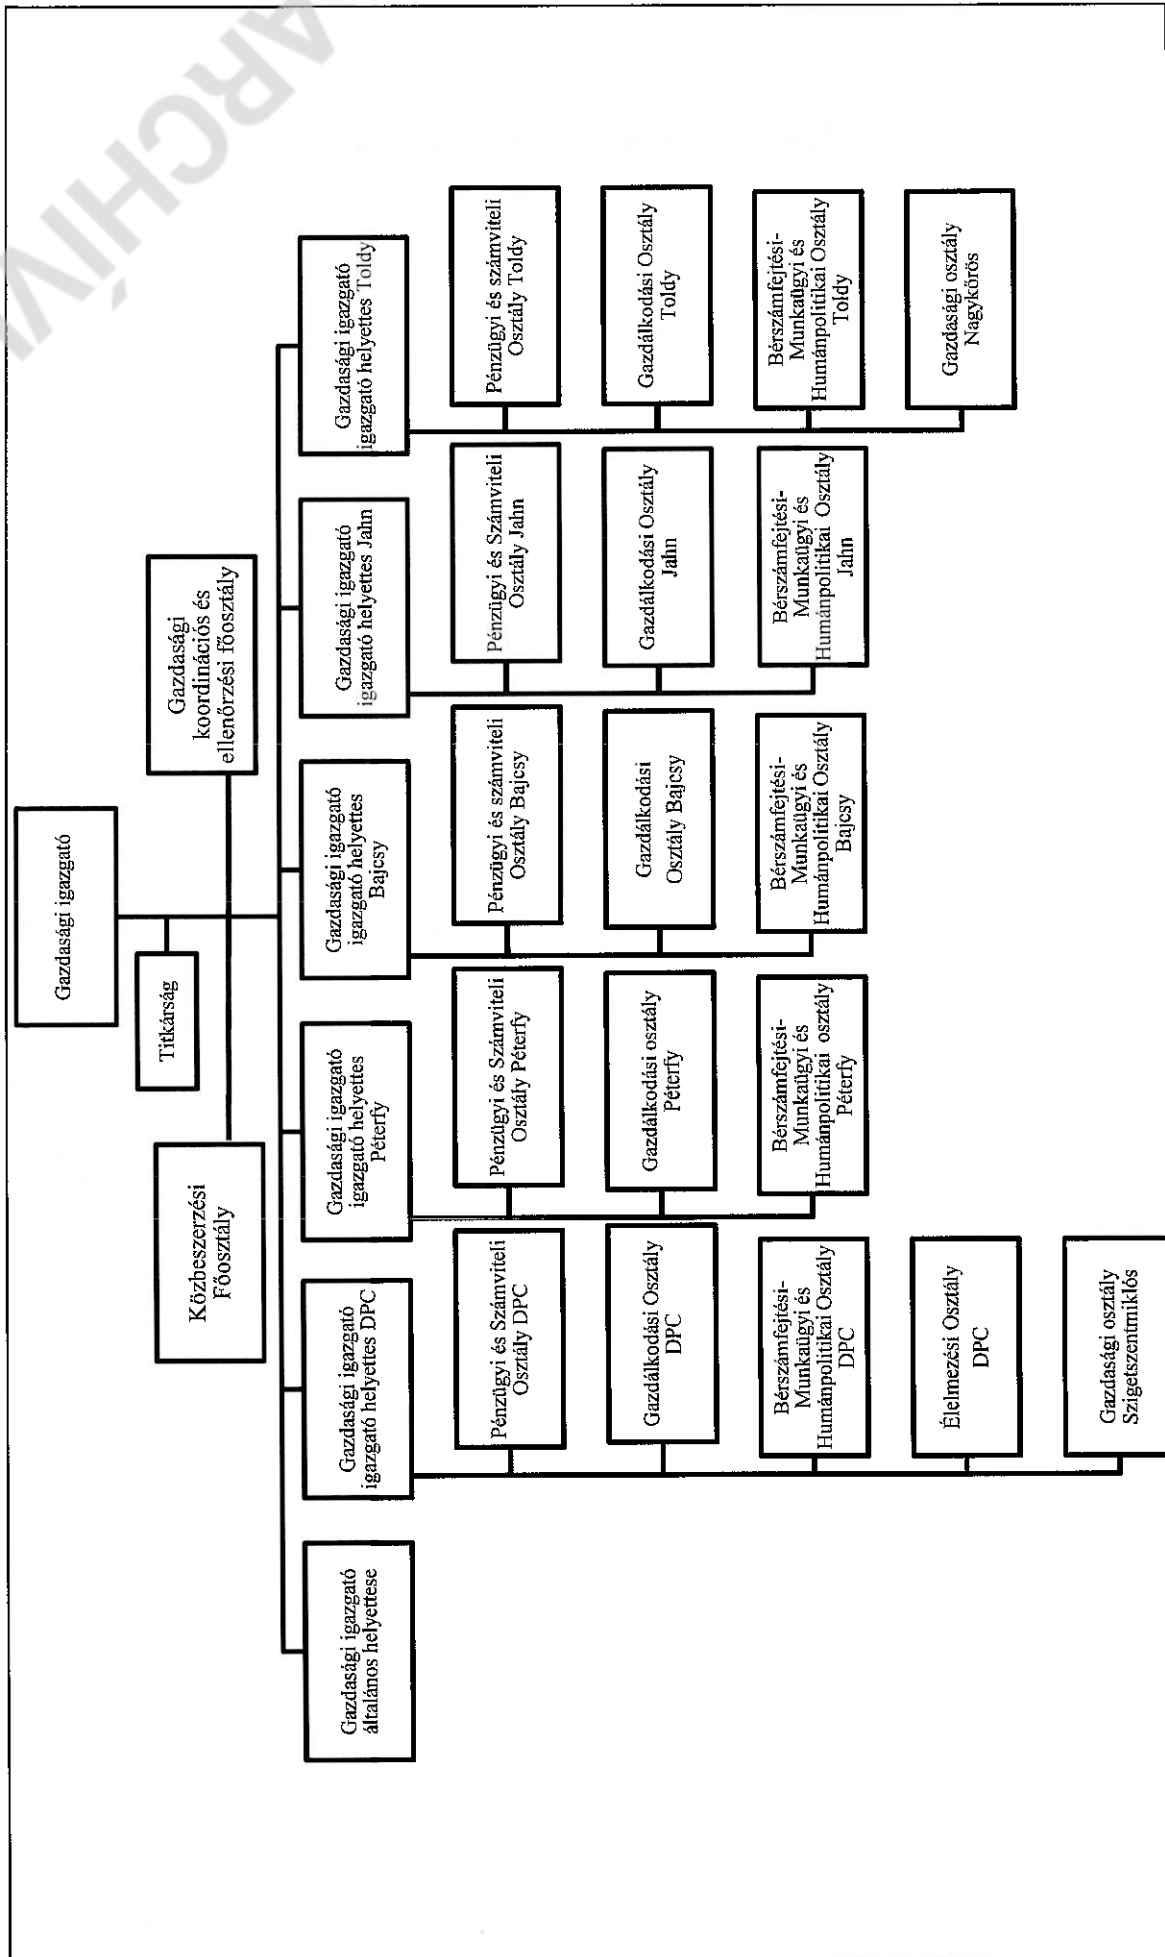 Gazdasági igazgató
Titkárság
Közbeszerzési
Főosztály
Gazdasági
koordinációs és
ellenőrzési főosztály
Gazdasági igazgató
általános helyettese
Gazdasági igazgató
igazgató helyettes DPC
Pénzügyi és Számviteli
Osztály DPC
Gazdálkodási Osztály
DPC
Bérszámfejtési-
Munkaügyi és
Humánpolitikai Osztály
DPC
Élelmezési Osztály
DPC
Gazdasági osztály
Szigetszentmiklós
Gazdasági igazgató
igazgató helyettes
Péterfy
Pénzügyi és Számviteli
Osztály Péterfy
Gazdálkodási osztály
Péterfy
Bérszámfejtési-
Munkaügyi és
Humánpolitikai osztály
Péterfy
Gazdasági igazgató
igazgató helyettes
Bajcsy
Pénzügyi és számviteli
Osztály Bajcsy
Gazdálkodási
Osztály Bajcsy
Bérszámfejtési-
Munkaügyi és
Humánpolitikai Osztály
Bajcsy
Gazdasági igazgató
igazgató helyettes Jahn
Pénzügyi és Számviteli
Osztály Jahn
Gazdálkodási Osztály
Jahn
Bérszámfejtési-
Munkaügyi és
Humánpolitikai Osztály
Jahn
Gazdasági igazgató
igazgató helyettes Toldy
Pénzügyi és számviteli
Osztály Toldy
Gazdálkodási Osztály
Toldy
Bérszámfejtési-
Munkaügyi és
Humánpolitikai Osztály
Toldy
Gazdasági osztály
Nagykőrös